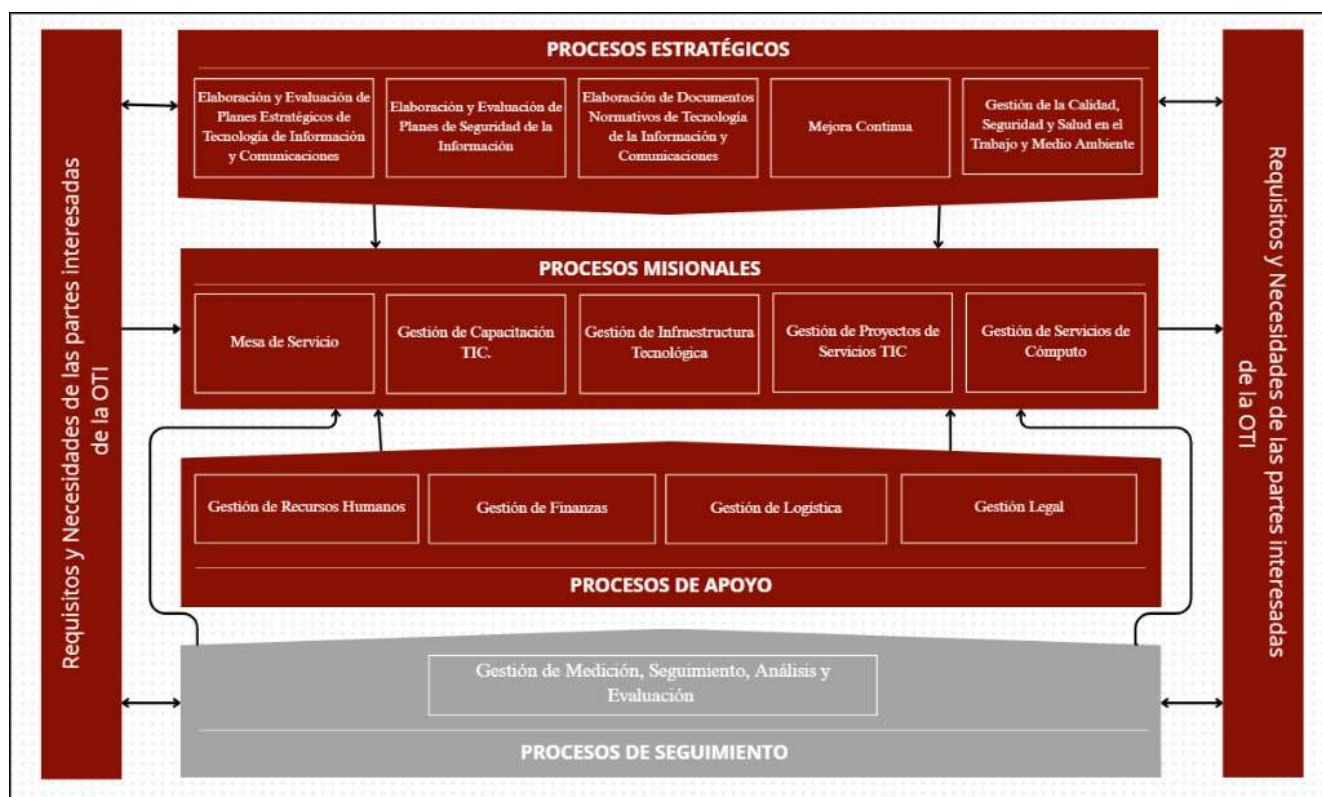 Requisitos y Necesidades de las partes interesadas
de la OTI
PROCESOS ESTRATÉGICOS
Elaboración y Evaluación de
Planes Estratégicos de
Tecnología de Información
y Comunicaciones
Elaboración y Evaluación de
Planes de Seguridad de la
Información
Elaboración de Documentos
Normativos de Tecnología
de la Información y
Comunicaciones
Mejora Continua
Gestión de la Calidad,
Seguridad y Salud en el
Trabajo y Medio Ambiente
PROCESOS MISIONALES
Mesa de Servicio
Gestión de Capacitación
TIC.
Gestión de Infraestructura
Tecnológica
Gestión de Proyectos de
Servicios TIC
Gestión de Servicios de
Cómputo
Gestión de Recursos Humanos
Gestión de Finanzas
Gestión de Logística
Gestión Legal
PROCESOS DE APOYO
Gestión de Medición, Seguimiento, Análisis y
Evaluación
PROCESOS DE SEGUIMIENTO
Requisitos y Necesidades de las partes interesadas
de la OTI